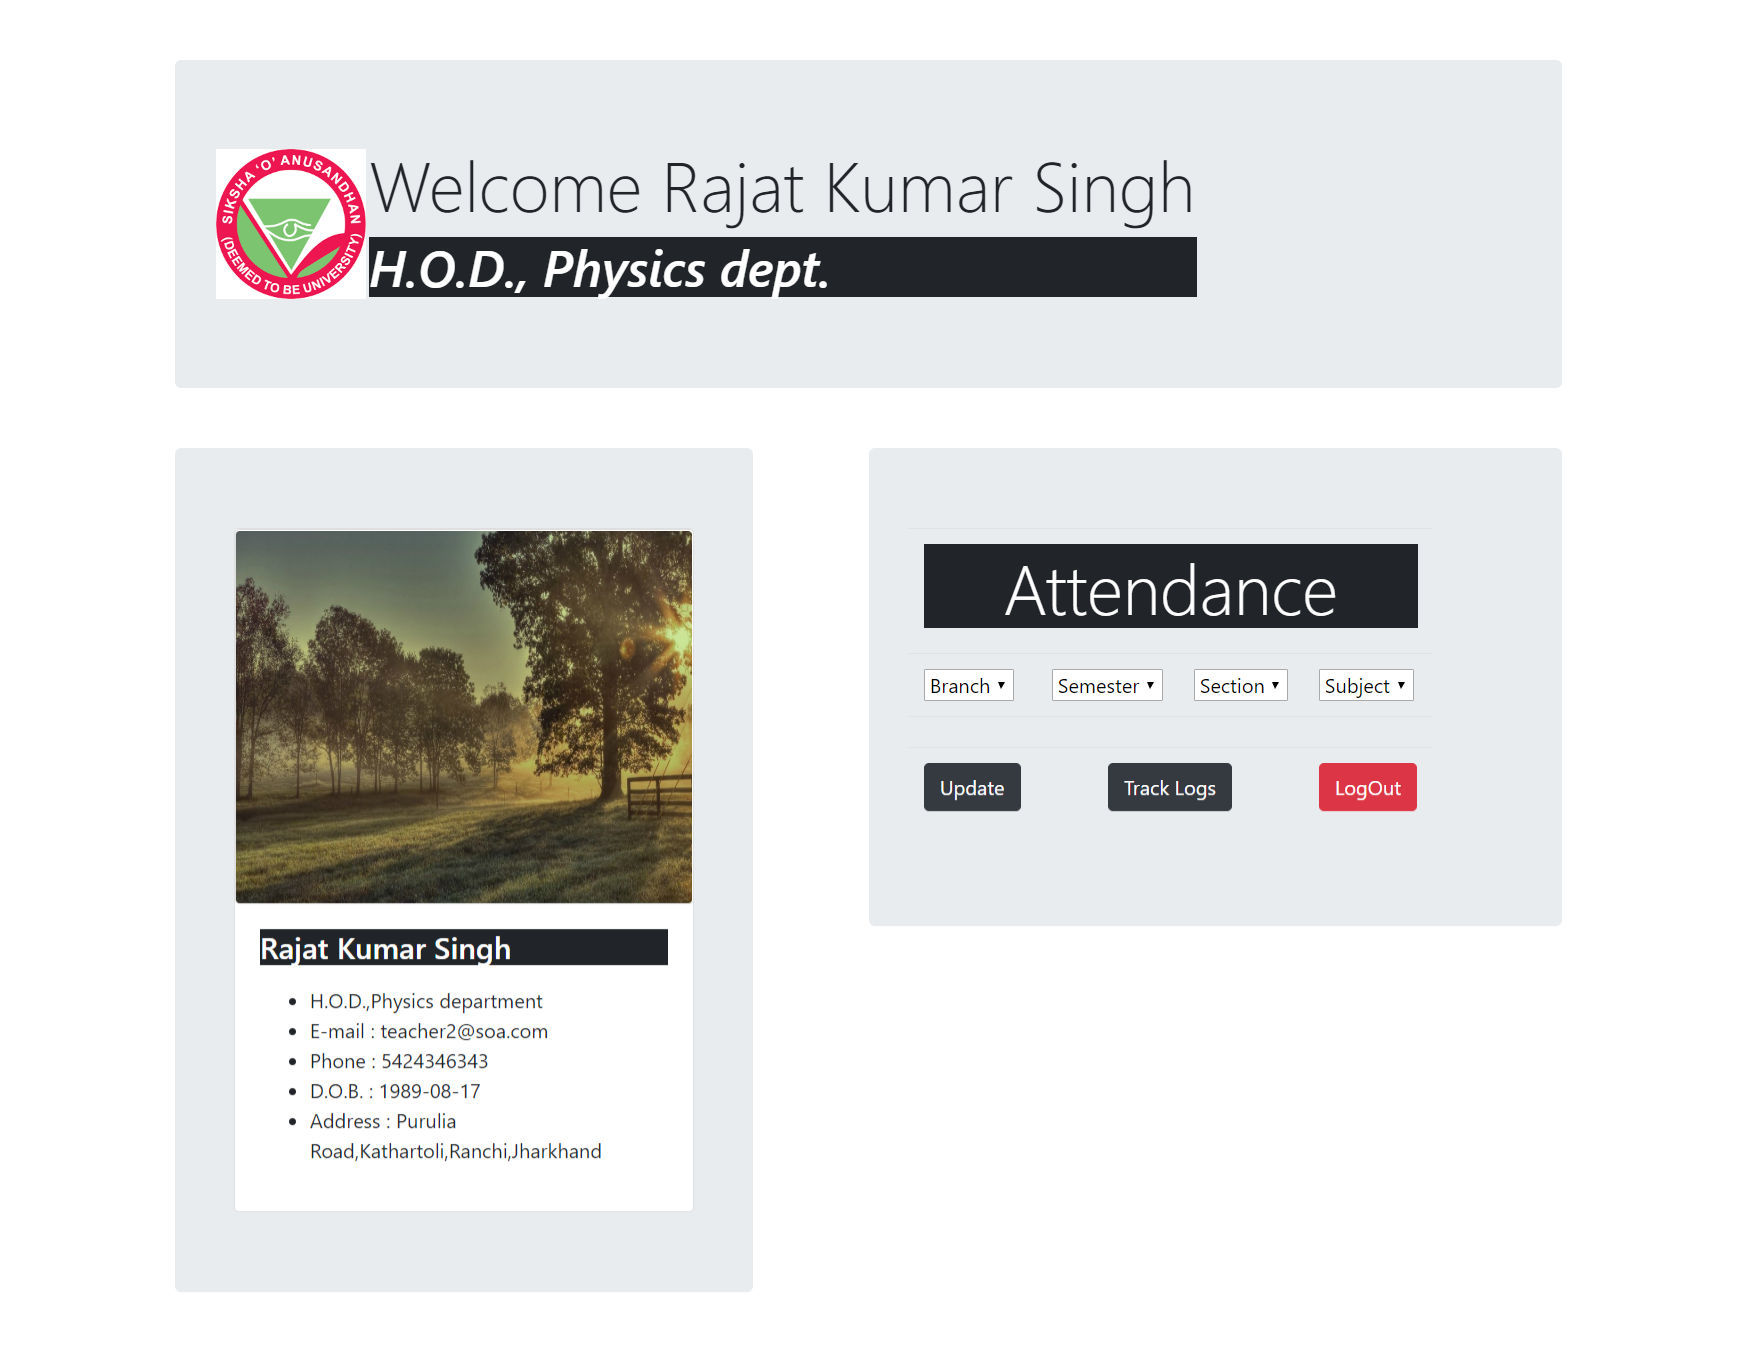 SIKSHA 'O' ANUSANDHAN
(DEEMED TO BE UNIVERSITY)
Welcome Rajat Kumar Singh
H.O.D., Physics dept.
Rajat Kumar Singh
H.O.D.,Physics department
E-mail : teacher2@soa.com
Phone : 5424346343
D.O.B. : 1989-08-17
Address : Purulia
Road,Kathartoli,Ranchi,Jharkhand
Attendance
Branch Semester Section Subject
Update Track Logs LogOut